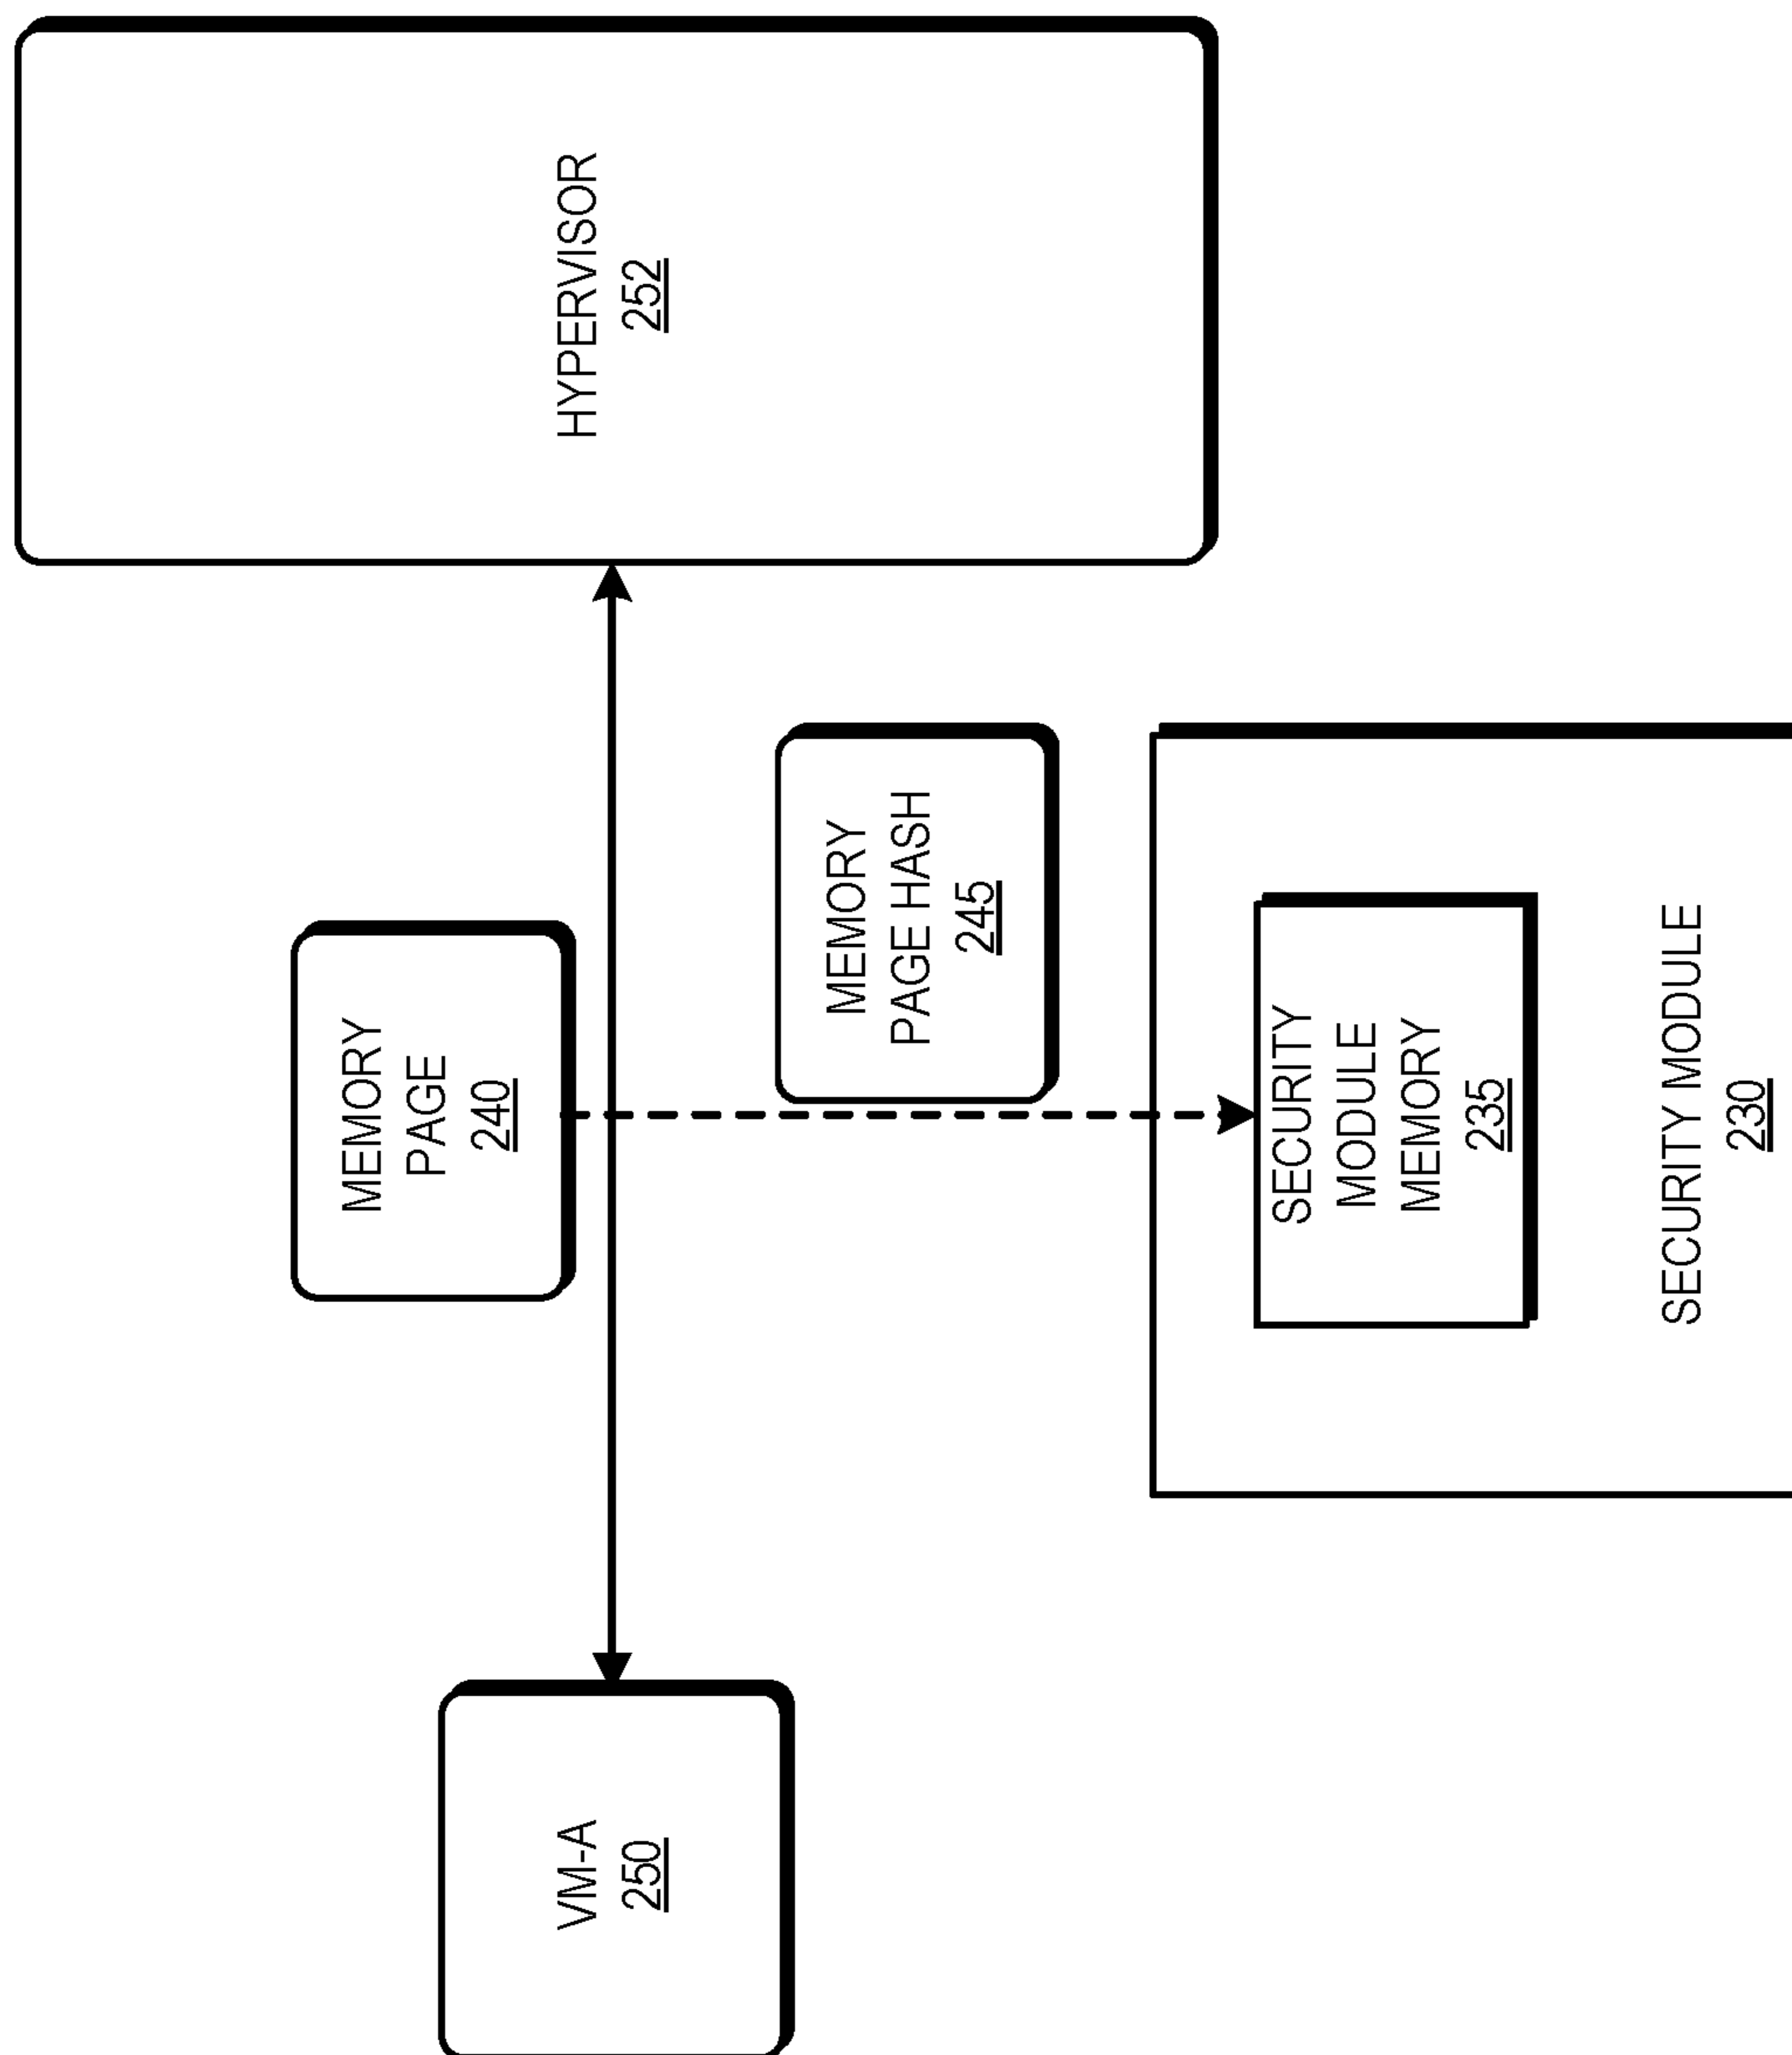 MEMORY
PAGE
240
VM-A
250
HYPERVISOR
252
MEMORY
PAGE HASH
245
SECURITY
MODULE
MEMORY
235
SECURITY MODULE
230